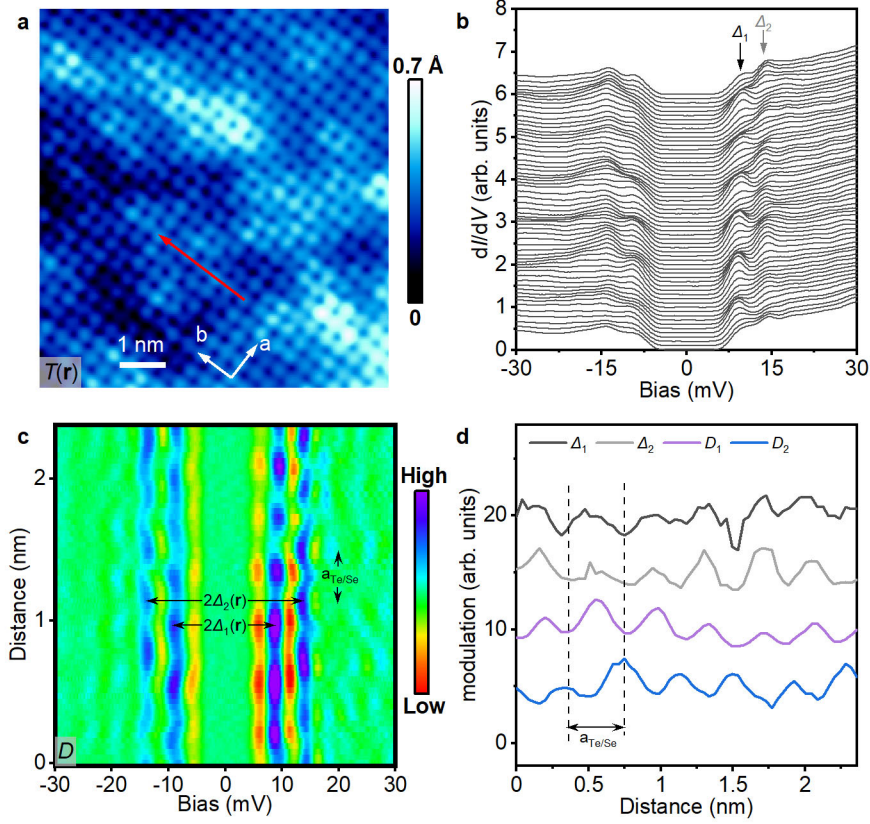 a
0.7 Å
0
b
a
1 nm
T(r)
b
Δ1
Δ2
8
7
6
5
4
3
2
1
0
dI/dV (arb. units)
-30
-15
0
15
30
Bias (mV)
c
2
1
0
Distance (nm)
aTe/Se
2Δ2(r)
2Δ1(r)
D
-30
-20
-10
0
10
20
30
Bias (mV)
High
Low
d
Δ1
Δ2
D1
D2
20
10
0
modulation (arb. units)
aTe/Se
0
0.5
1
1.5
2
Distance (nm)